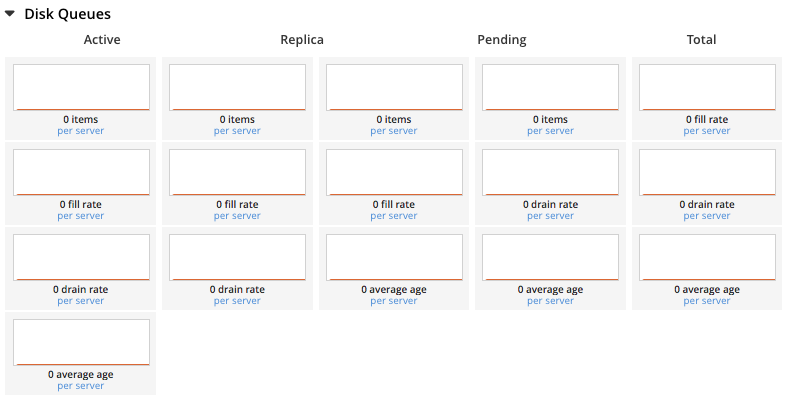 Disk Queues
Active Replica Pending Total
0 items 0 items 0 items 0 items 0 fill rate
per server per server per server per server per server
0 fill rate 0 fill rate 0 fill rate 0 drain rate 0 drain rate
per server per server per server per server per server
0 drain rate 0 drain rate 0 average age 0 average age 0 average age
per server per server per server per server per server
0 average age
per server